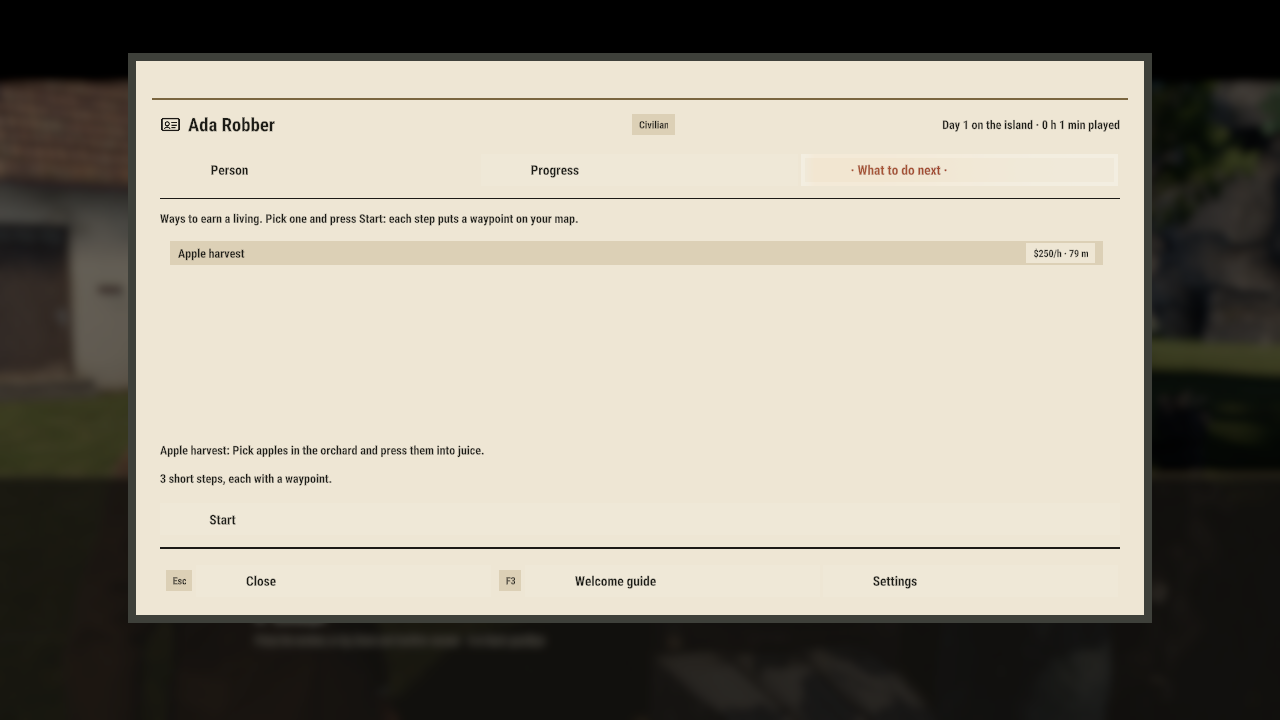 Ada Robber
Civilian
Day 1 on the island · 0 h 1 min played
Person
Progress
· What to do next ·
Ways to earn a living. Pick one and press Start: each step puts a waypoint on your map.
Apple harvest
$250/h · 79 m
Apple harvest: Pick apples in the orchard and press them into juice.
3 short steps, each with a waypoint.
Start
Esc
Close
F3
Welcome guide
Settings